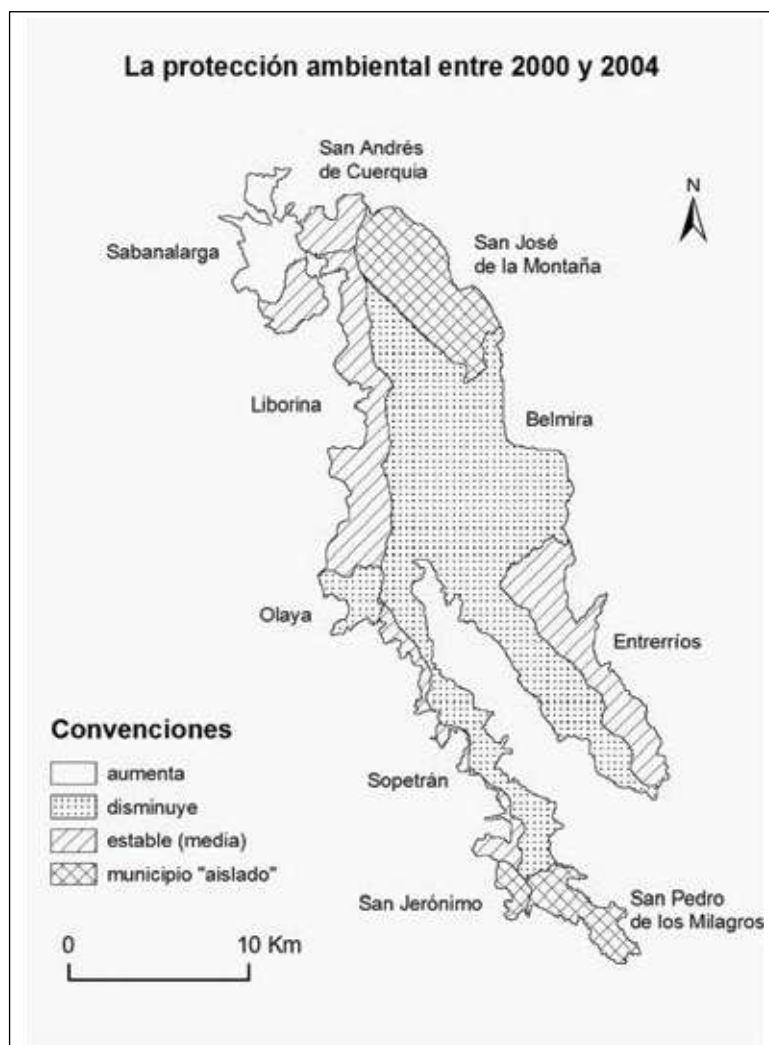 La protección ambiental entre 2000 y 2004
San Andrés
de Cuerquia
N
Sabanalarga
San José
de la Montaña
Liborina
Belmira
Olaya
Entrerríos
Convenciones
aumenta
disminuye
estable (media)
municipio "aislado"
Sopetrán
San Jerónimo
San Pedro
de los Milagros
0
10 Km